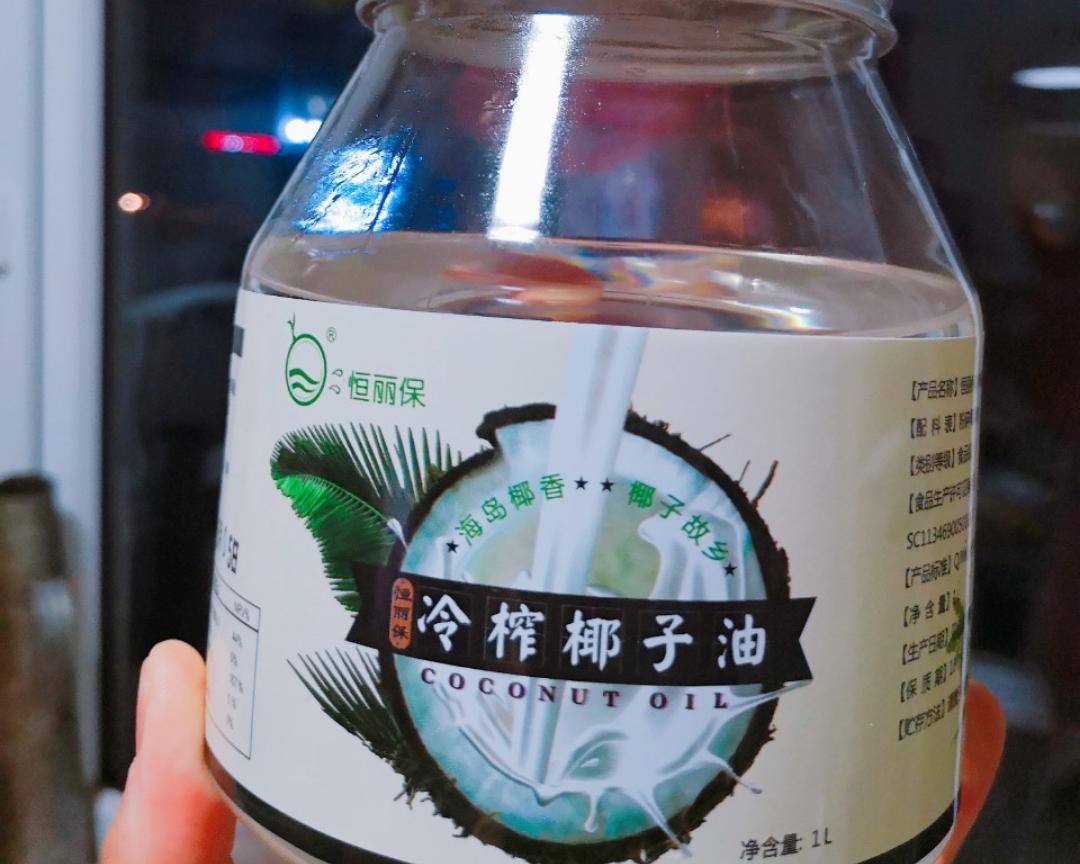 ®
恒丽保
海岛椰香★★椰子故乡
恒丽保
冷榨椰子油
COCONUT OIL
净含量: 1L
【产品名称】
【配 料 表】
【类别等级】
【食品生产许可证
SC113469005
【产品标准】
【净 含 量】
【生产日期】
【保 质 期】
【贮存方法】